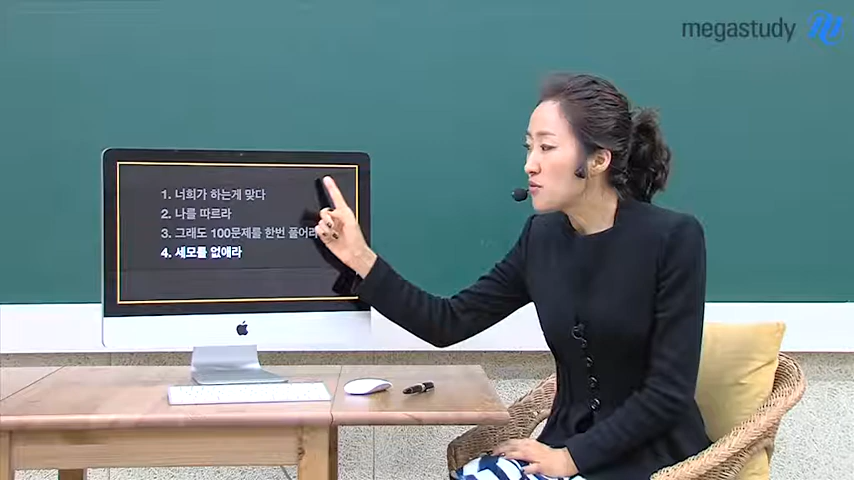 megastudy
1. 너희가 하는게 맞다
2. 나를 따르라
3. 그래도 100문제를 한번 풀어라
4. 세모를 없애라